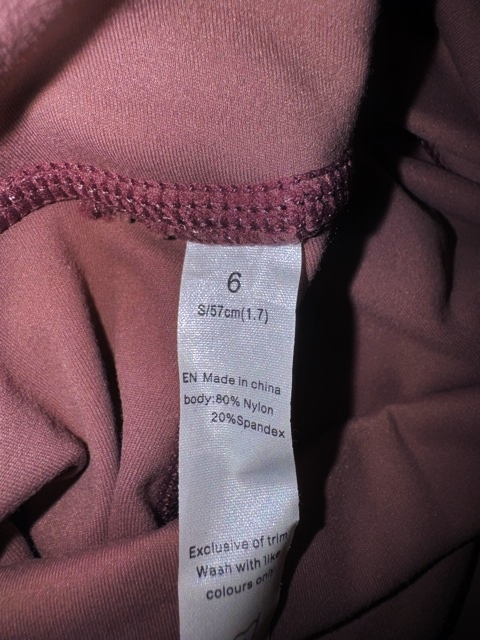 6
S/57cm(1.7)
EN Made in china
body:80% Nylon
20%Spandex
Exclusive of trim
Wash with like
colours only